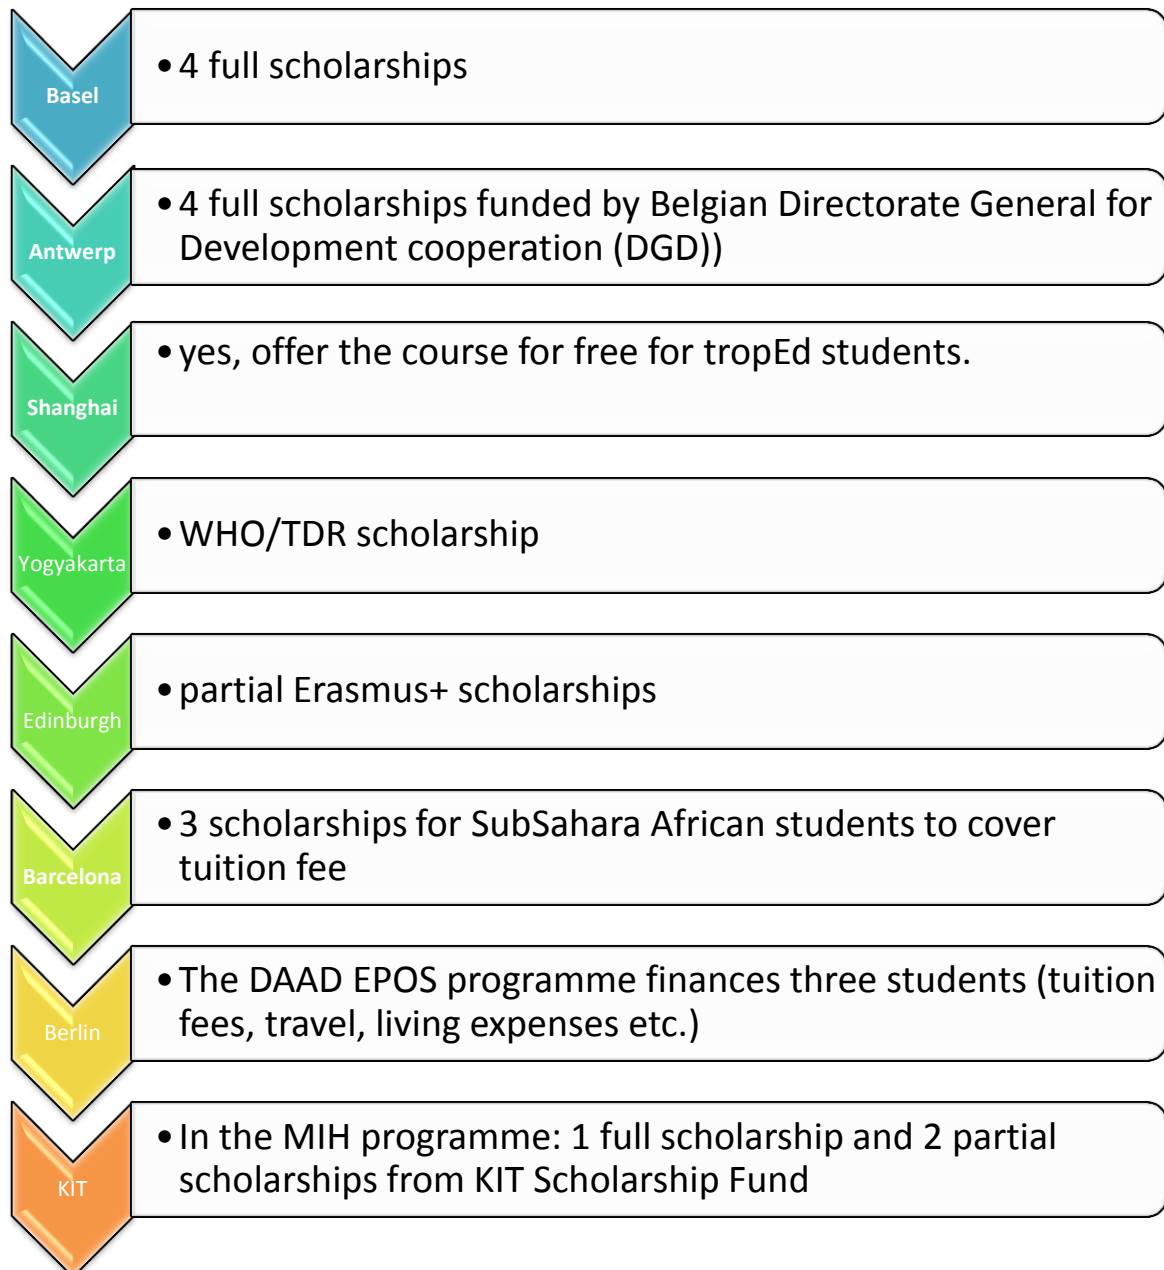 Basel
• 4 full scholarships
Antwerp
• 4 full scholarships funded by Belgian Directorate General for
Development cooperation (DGD))
Shanghai
• yes, offer the course for free for tropEd students.
Yogyakarta
• WHO/TDR scholarship
Edinburgh
• partial Erasmus+ scholarships
Barcelona
• 3 scholarships for SubSahara African students to cover
tuition fee
Berlin
• The DAAD EPOS programme finances three students (tuition
fees, travel, living expenses etc.)
KIT
• In the MIH programme: 1 full scholarship and 2 partial
scholarships from KIT Scholarship Fund